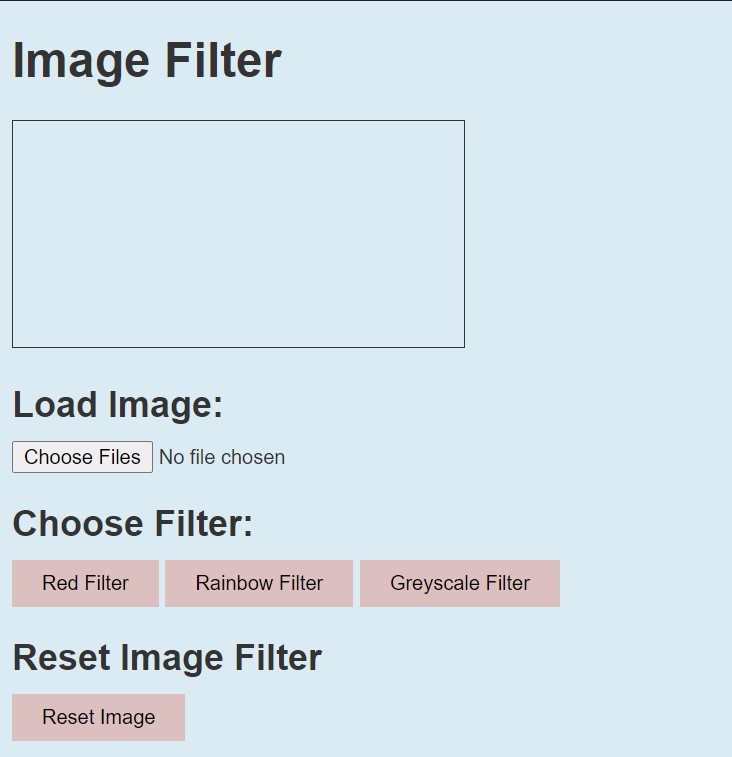 Image Filter
Load Image:
Choose Files No file chosen
Choose Filter:
Red Filter Rainbow Filter Greyscale Filter
Reset Image Filter
Reset Image